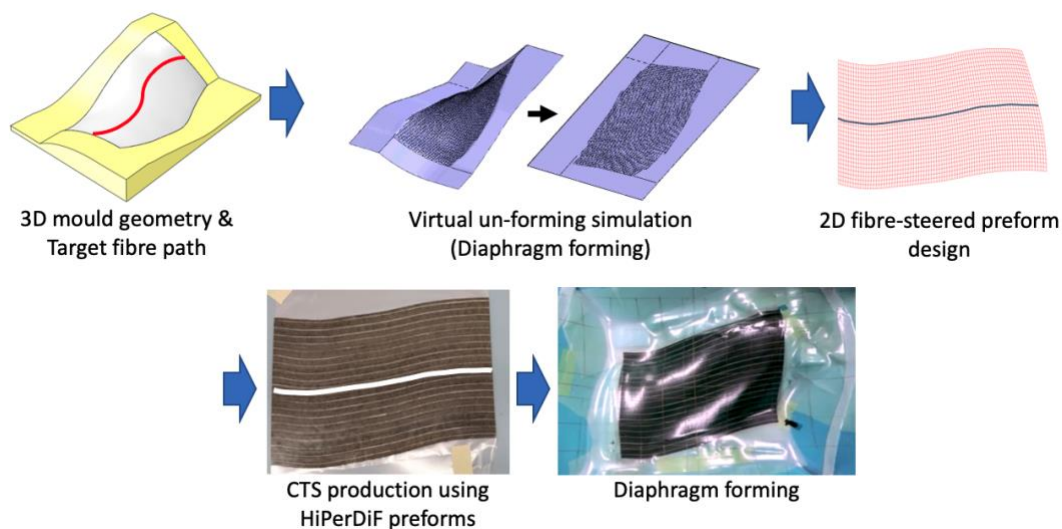 3D mould geometry &
Target fibre path
Virtual un-forming simulation
(Diaphragm forming)
2D fibre-steered preform
design
CTS production using
HiPerDiF preforms
Diaphragm forming